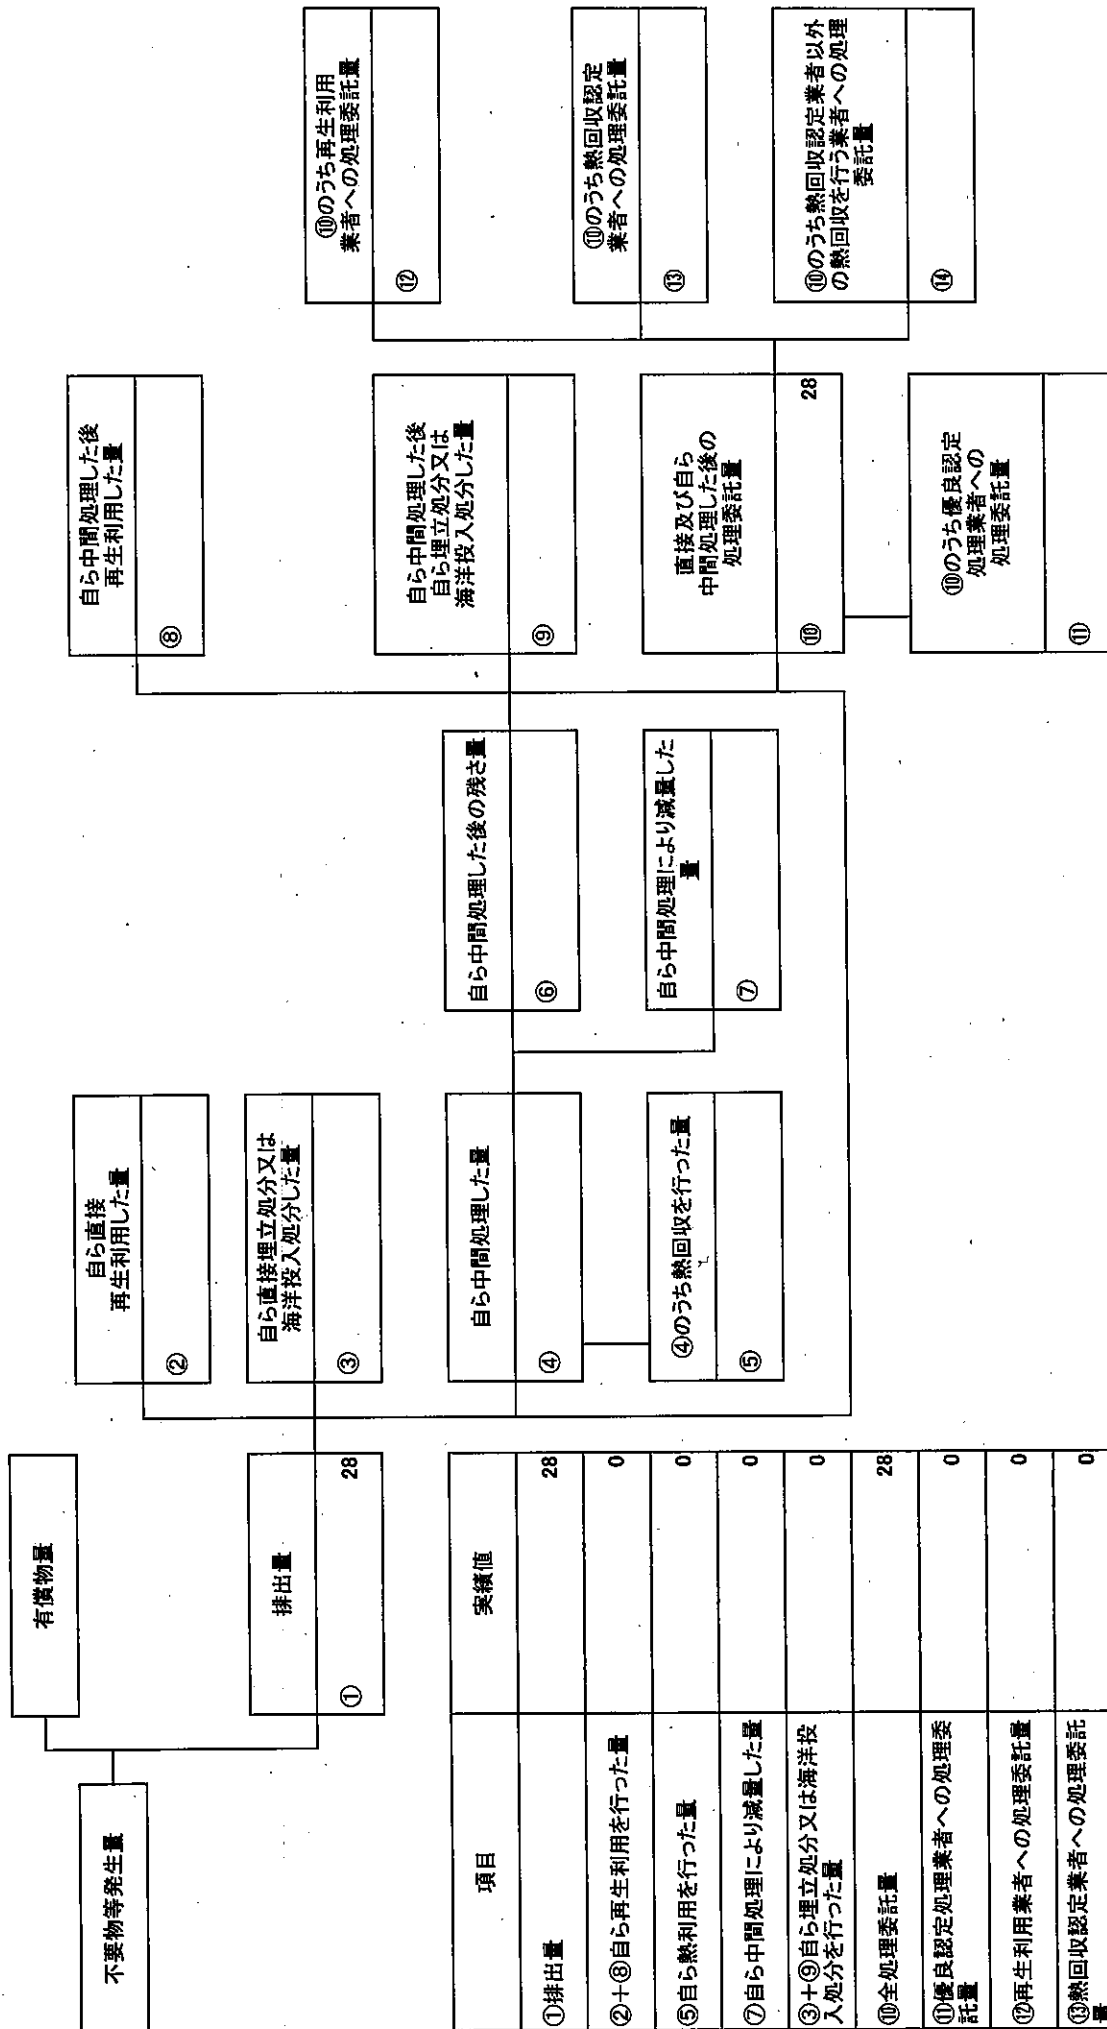 不要物等発生量
有償物量
排出量
①
28
自ら直接
再生利用した量
②
自ら直接埋立処分又は
海洋投入処分した量
③
自ら中間処理した量
④
④のうち熱回収を行った量
⑤
自ら中間処理した後の残さ量
⑥
自ら中間処理により減量した
量
⑦
自ら中間処理した後
再生利用した量
⑧
自ら中間処理した後
自ら埋立処分又は
海洋投入処分した量
⑨
直接及び自ら
中間処理した後の
処理委託量
⑩
28
⑩のうち優良認定
処理業者への
処理委託量
⑪
⑩のうち再生利用
業者への処理委託量
⑫
⑩のうち熱回収認定
業者への処理委託量
⑬
⑩のうち熱回収認定業者以外
の熱回収を行う業者への処理
委託量
⑭
項目 実績値
①排出量 28
②+⑧自ら再生利用を行った量 0
⑤自ら熱利用を行った量 0
⑦自ら中間処理により減量した量 0
③+⑨自ら埋立処分又は海洋投
入処分を行った量 0
⑩全処理委託量 28
⑪優良認定処理業者への処理委
託量 0
⑫再生利用業者への処理委託量 0
⑬熱回収認定業者への処理委託
量 0